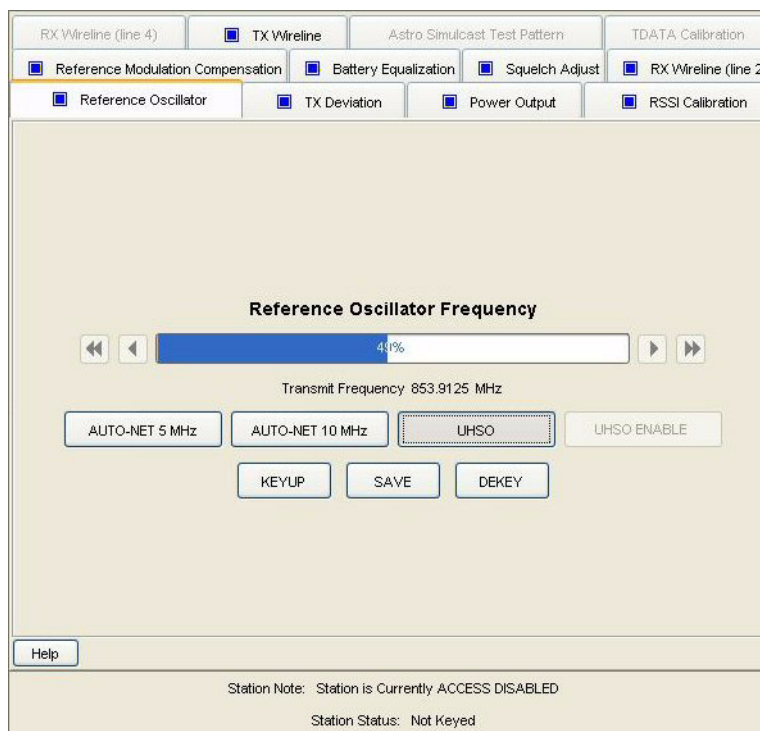 RX Wireline (line 4) TX Wireline Astro Simulcast Test Pattern TDATA Calibration
Reference Modulation Compensation Battery Equalization Squelch Adjust RX Wireline (line 2
Reference Oscillator TX Deviation Power Output RSSI Calibration
Reference Oscillator Frequency
49%
Transmit Frequency 853.9125 MHz
AUTO-NET 5 MHz AUTO-NET 10 MHz UHSO UHSO ENABLE
KEYUP SAVE DEKEY
Help
Station Note: Station is Currently ACCESS DISABLED
Station Status: Not Keyed